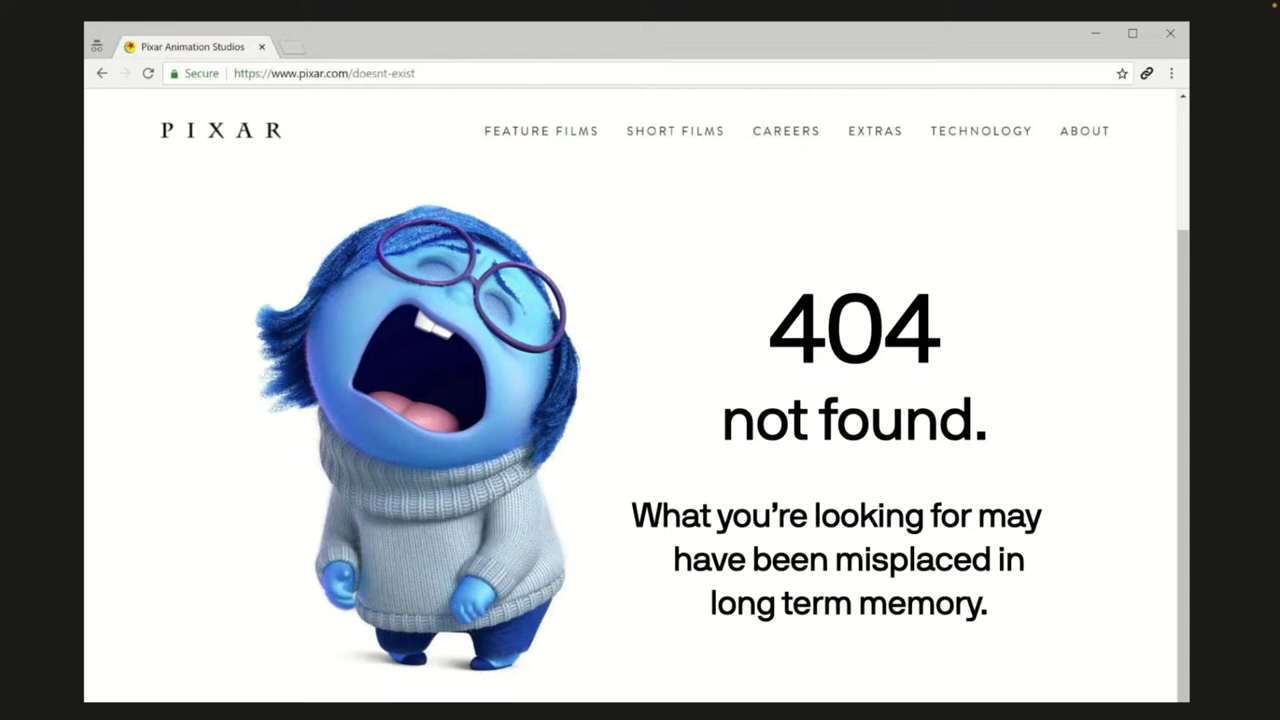 Pixar Animation Studios
Secure https://www.pixar.com/doesnt-exist
PIXAR FEATURE FILMS SHORT FILMS CAREERS EXTRAS TECHNOLOGY ABOUT
404
not found.
What you’re looking for may
have been misplaced in
long term memory.